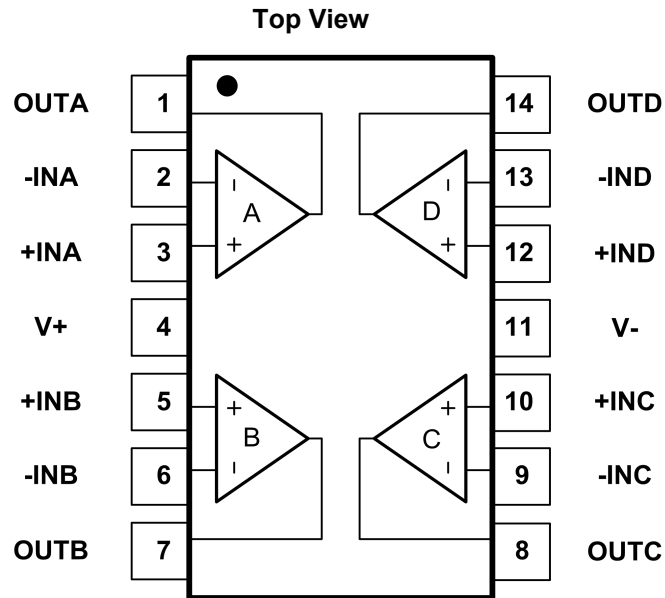 Top View
OUTA 1 14 OUTD
-INA 2 - - 13 -IND
A D
+INA 3 + + 12 +IND
V+ 4 11 V-
+INB 5 + + 10 +INC
B C
-INB 6 - - 9 -INC
OUTB 7 8 OUTC